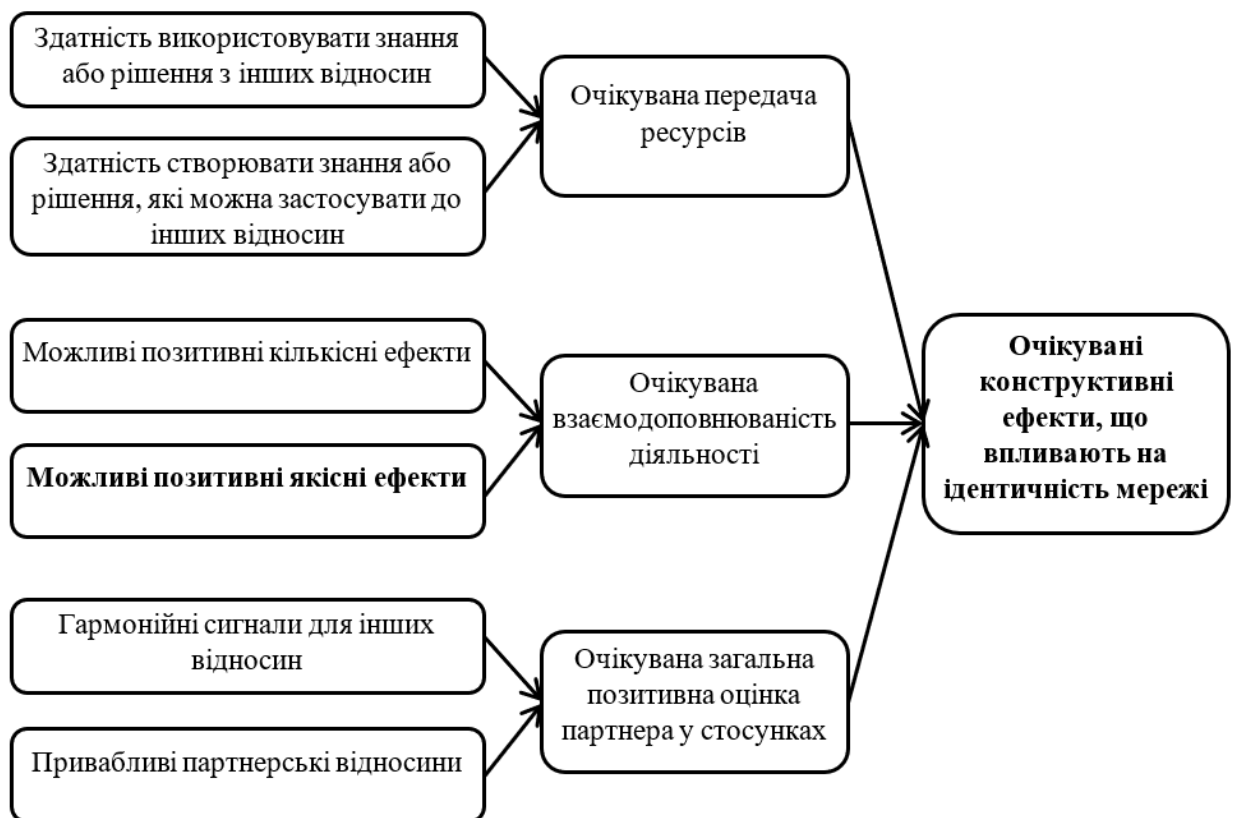 Здатність використовувати знання
або рішення з інших відносин
Здатність створювати знання або
рішення, які можна застосувати до
інших відносин
Очікувана передача
ресурсів
Можливі позитивні кількісні ефекти
Можливі позитивні якісні ефекти
Очікувана
взаємодоповнюваність
діяльності
Гармонійні сигнали для інших
відносин
Привабливі партнерські відносини
Очікувана загальна
позитивна оцінка
партнера у стосунках
Очікувані
конструктивні
ефекти, що
впливають на
ідентичність мережі